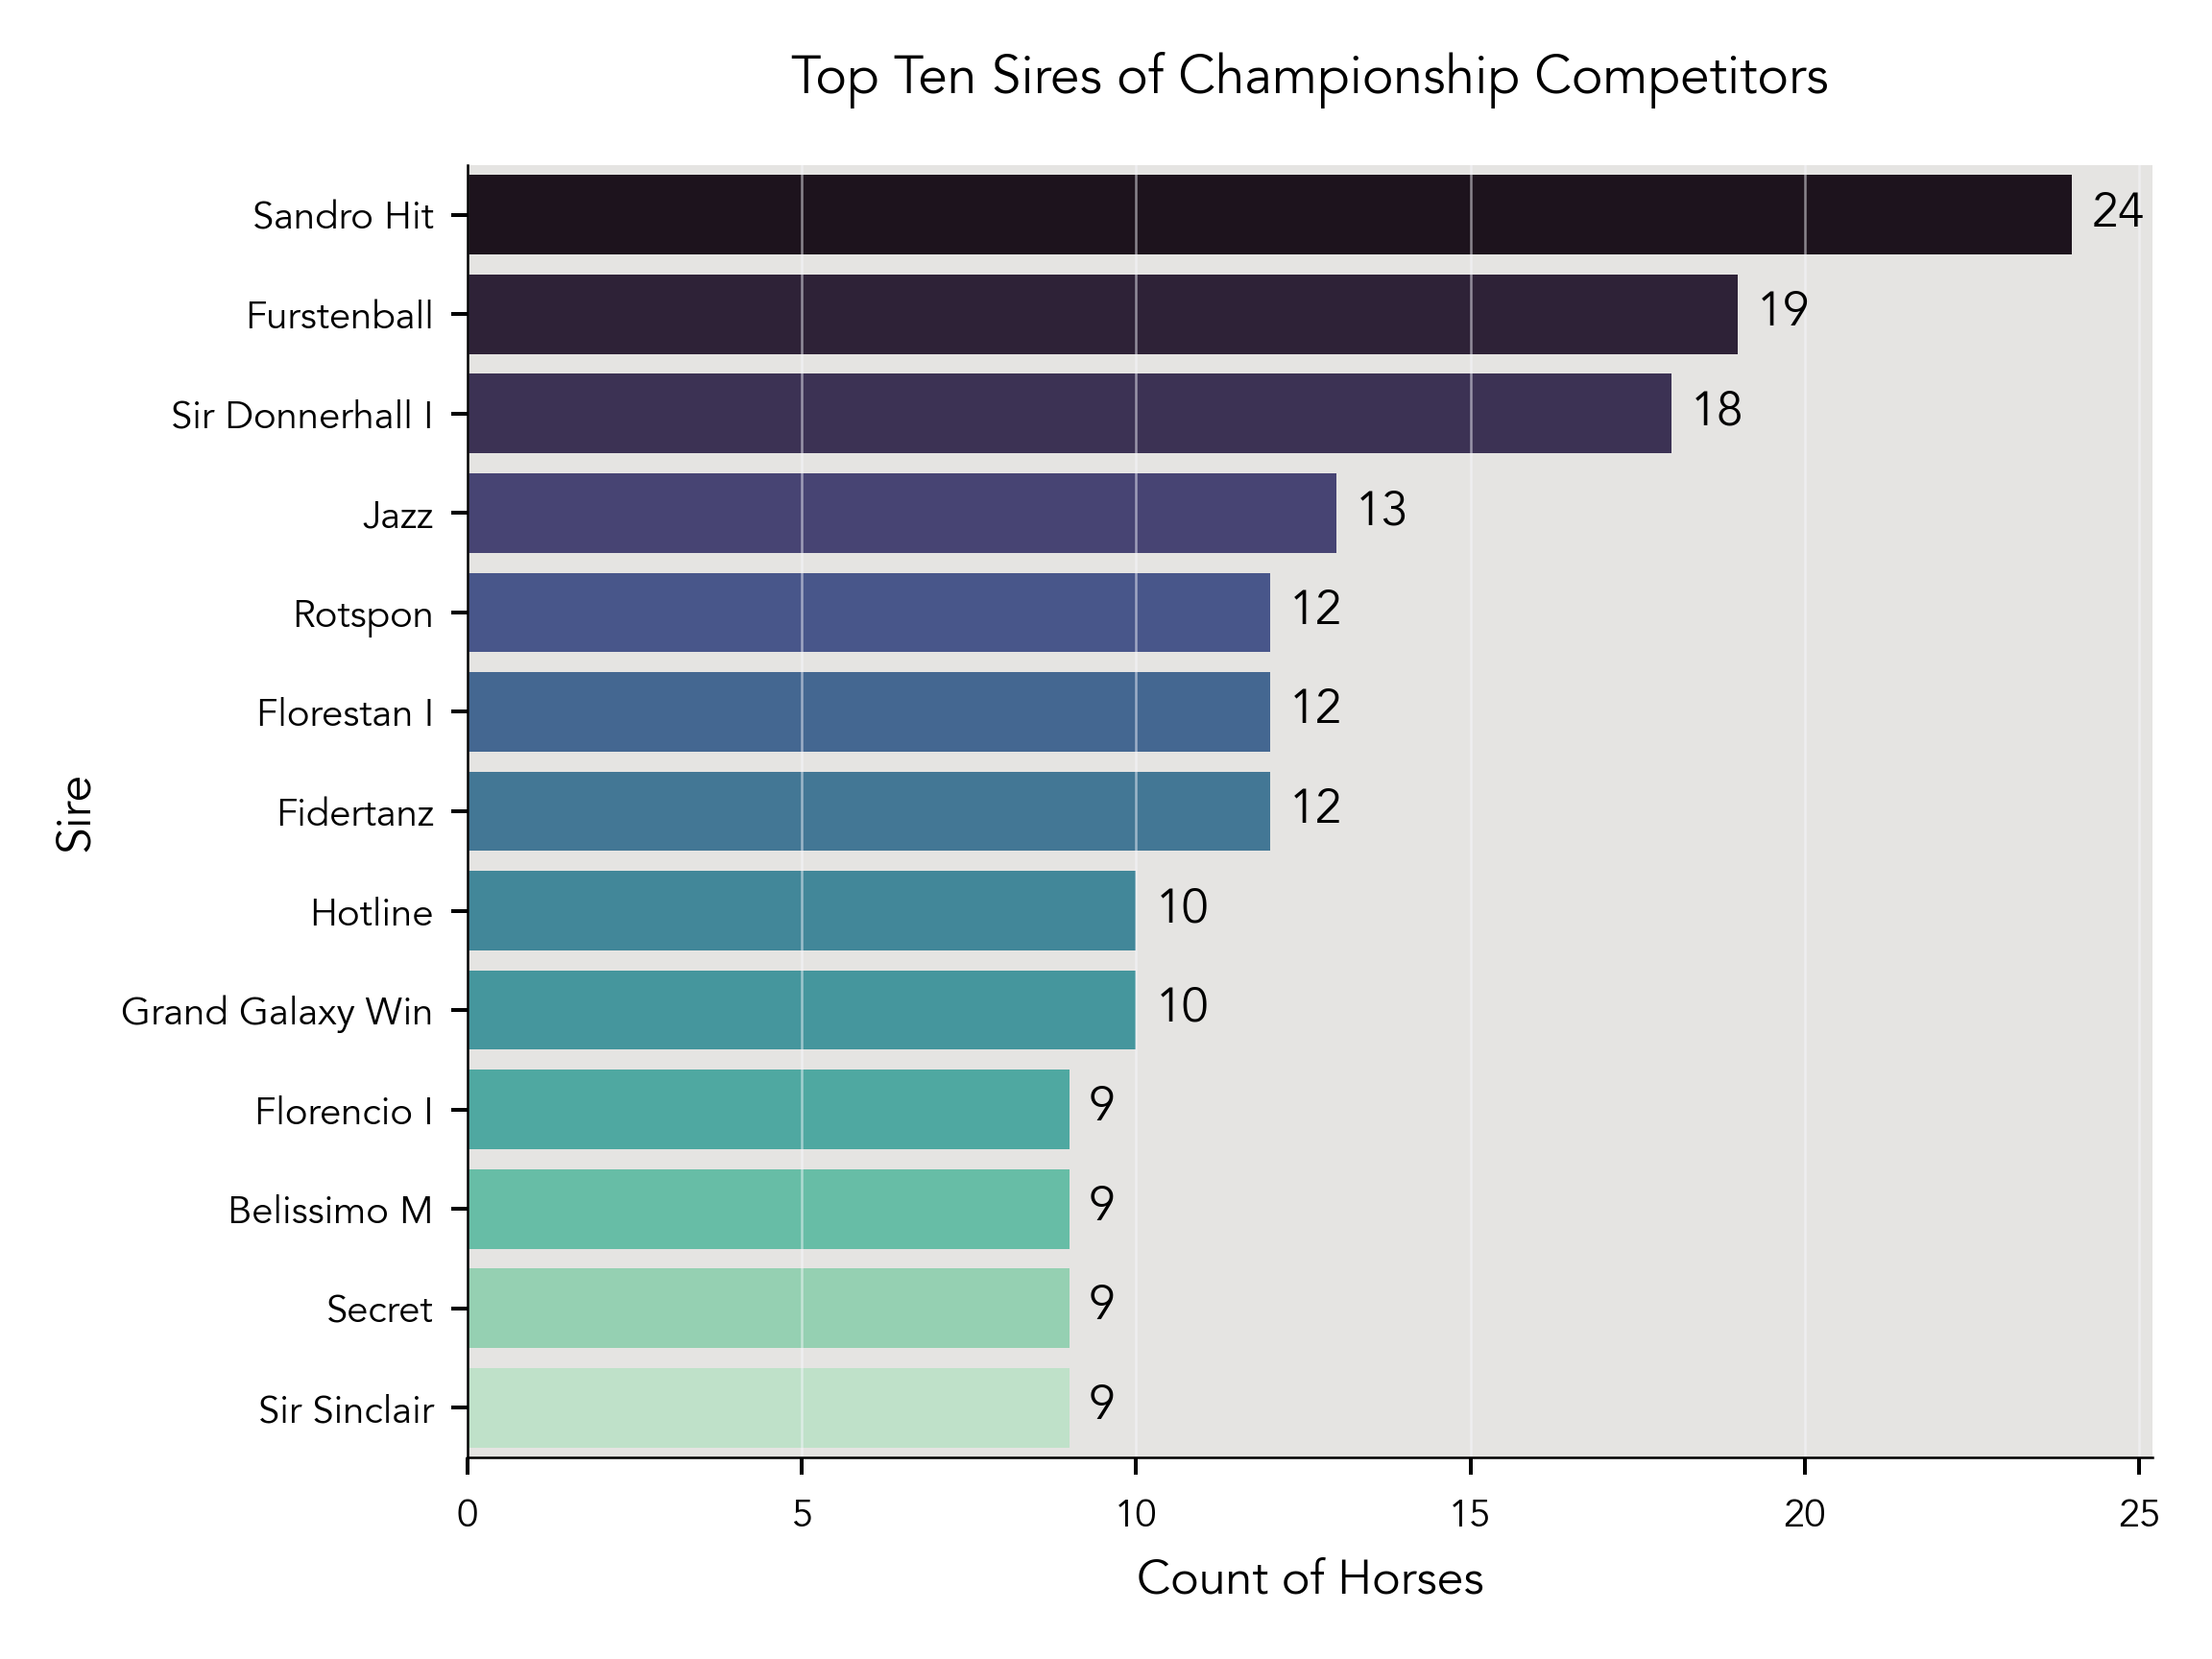 Top Ten Sires of Championship Competitors
Sandro Hit 24
Furstenball 19
Sir Donnerhall I 18
Jazz 13
Rotspon 12
Florestan I 12
Fidertanz 12
Hotline 10
Grand Galaxy Win 10
Florencio I 9
Belissimo M 9
Secret 9
Sir Sinclair 9
Sire
0 5 10 15 20 25
Count of Horses